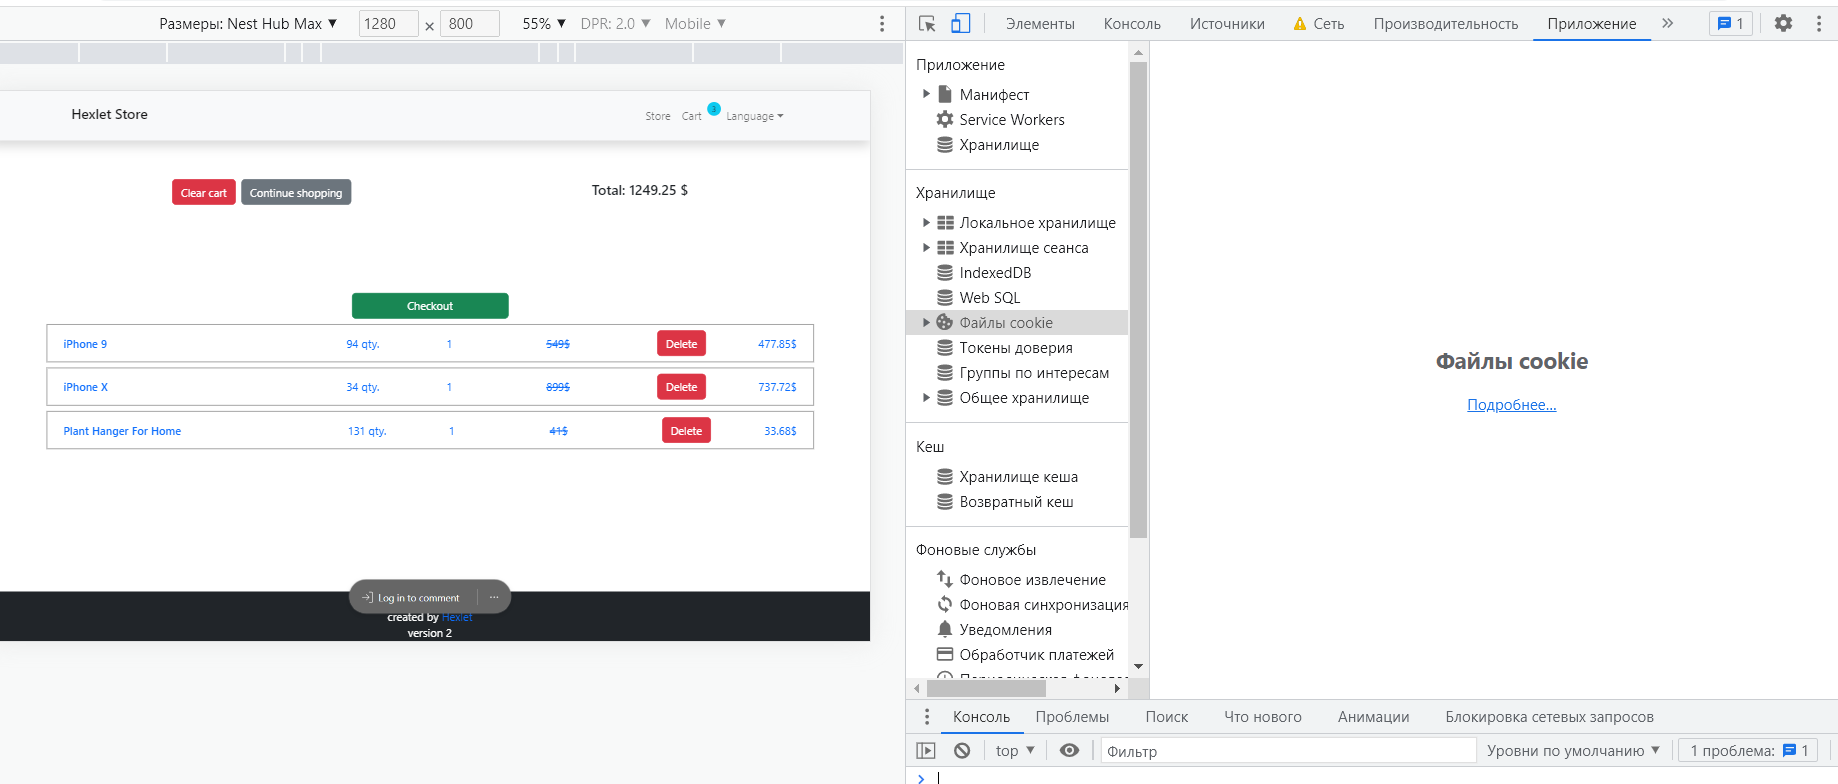 Размеры: Nest Hub Max ▼ 1280 × 800 55% ▼ DPR: 2.0 ▼ Mobile ▼
Hexlet Store
Store Cart 3 Language
Clear cart Continue shopping Total: 1249.25 $
Checkout
iPhone 9 94 qty. 1 549$ Delete 477.85$
iPhone X 34 qty. 1 899$ Delete 737.72$
Plant Hanger For Home 131 qty. 1 41$ Delete 33.68$
Log in to comment ...
created by Hexlet
version 2
Элементы Консоль Источники Сеть Производительность Приложение » 1
Приложение
Манифест
Service Workers
Хранилище
Хранилище
Локальное хранилище
Хранилище сеанса
IndexedDB
Web SQL
Файлы cookie
Токены доверия
Группы по интересам
Общее хранилище
Кеш
Хранилище кеша
Возвратный кеш
Фоновые службы
Фоновое извлечение
Фоновая синхронизация
Уведомления
Обработчик платежей
Файлы cookie
Подробнее...
Консоль Проблемы Поиск Что нового Анимации Блокировка сетевых запросов
top ▼ Фильтр Уровни по умолчанию ▼ 1 проблема: 1